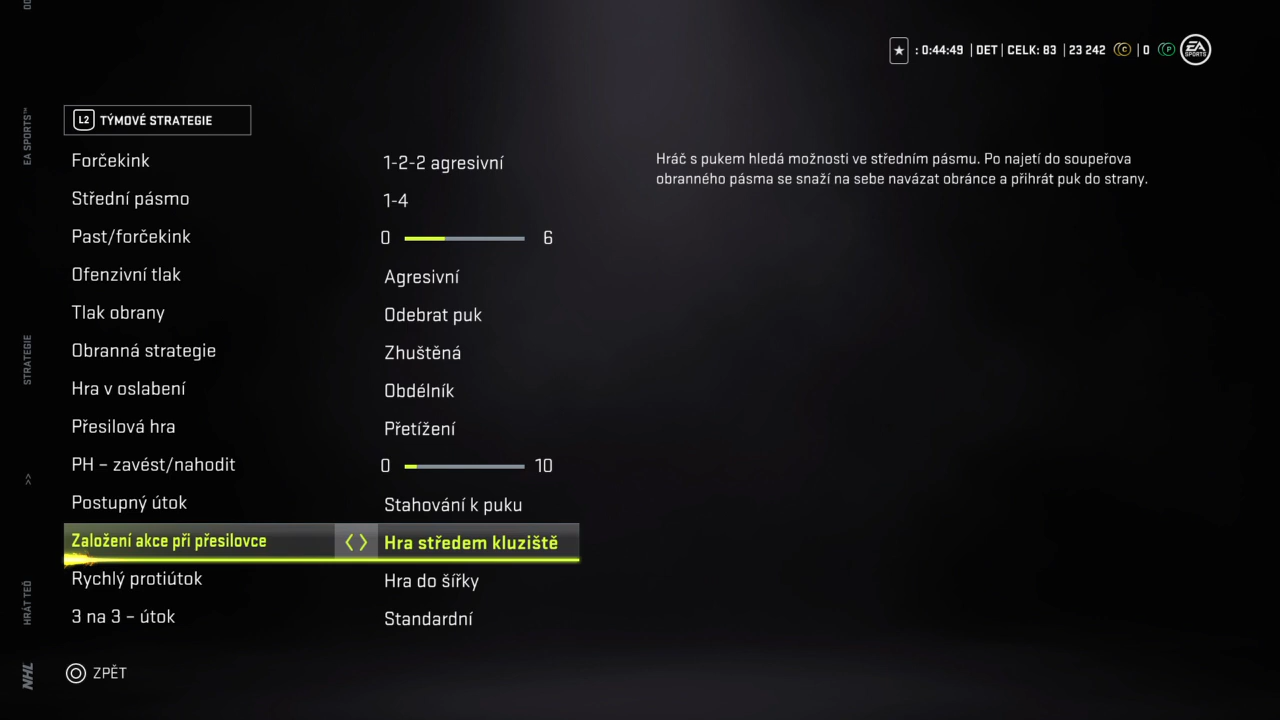 ★ : 0:44:49 | DET | CELK: 83 | 23 242 C | 0 P EA SPORTS
L2 TÝMOVÉ STRATEGIE
Forčekink 1-2-2 agresivní
Střední pásmo 1-4
Past/forčekink 0 6
Ofenzivní tlak Agresivní
Tlak obrany Odebrat puk
Obranná strategie Zhuštěná
Hra v oslabení Obdélník
Přesilová hra Přetížení
PH – zavést/nahodit 0 10
Postupný útok Stahování k puku
Založení akce při přesilovce Hra středem kluziště
Rychlý protiútok Hra do šířky
3 na 3 – útok Standardní
Hráč s pukem hledá možnosti ve středním pásmu. Po najetí do soupeřova
obranného pásma se snaží na sebe navázat obránce a přihrát puk do strany.
ZPĚT
NHL HRÁT TEĎ >> STRATEGIE EA SPORTS™